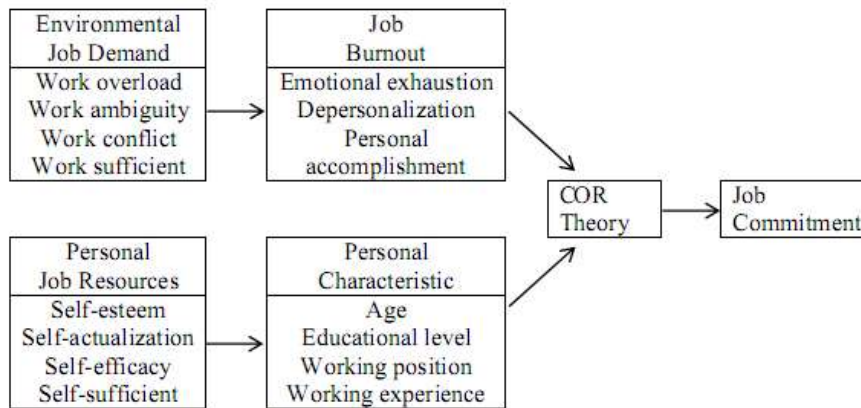 Environmental
Job Demand
Work overload
Work ambiguity
Work conflict
Work sufficient
Job
Burnout
Emotional exhaustion
Depersonalization
Personal
accomplishment
COR
Theory
Job
Commitment
Personal
Job Resources
Self-esteem
Self-actualization
Self-efficacy
Self-sufficient
Personal
Characteristic
Age
Educational level
Working position
Working experience